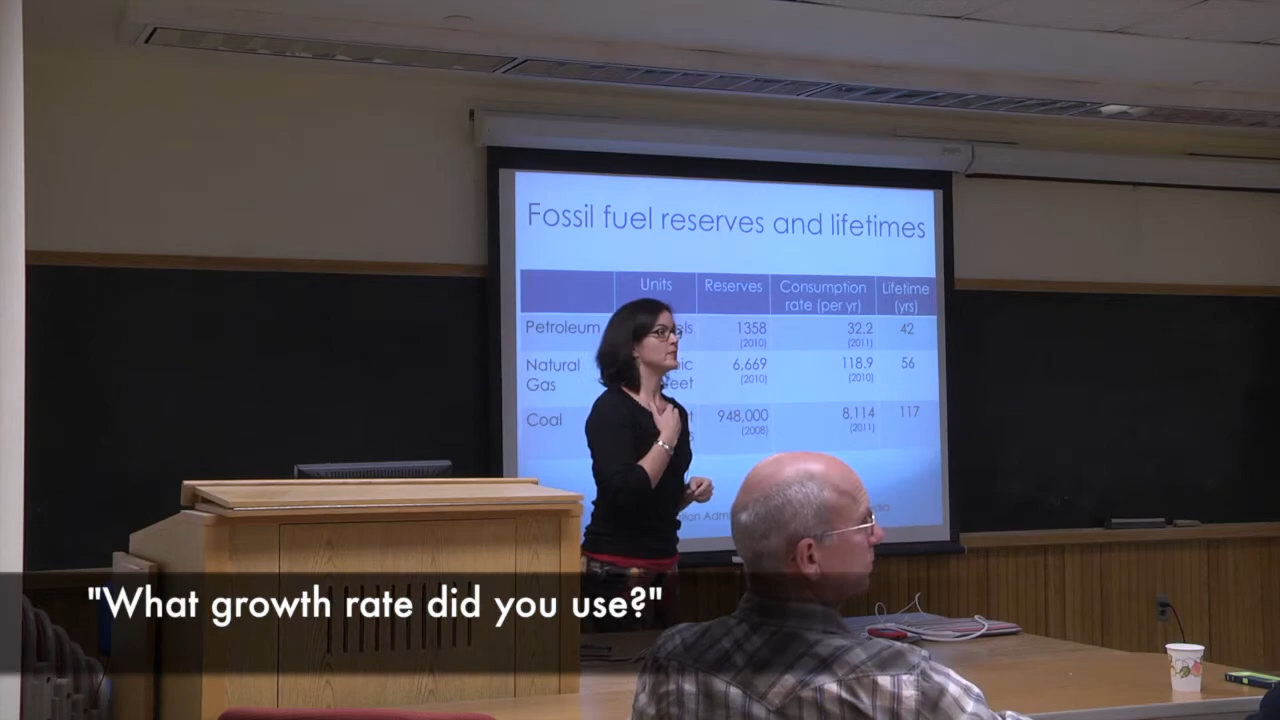 Fossil fuel reserves and lifetimes
Units Reserves Consumption rate (per yr) Lifetime (yrs)
Petroleum 1358 (2010) 32.2 (2011) 42
Natural Gas 6,669 (2010) 118.9 (2010) 56
Coal 948,000 (2008) 8,114 (2011) 117
"What growth rate did you use?"